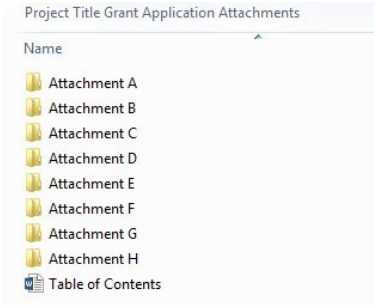 Project Title Grant Application Attachments
Name
Attachment A
Attachment B
Attachment C
Attachment D
Attachment E
Attachment F
Attachment G
Attachment H
Table of Contents